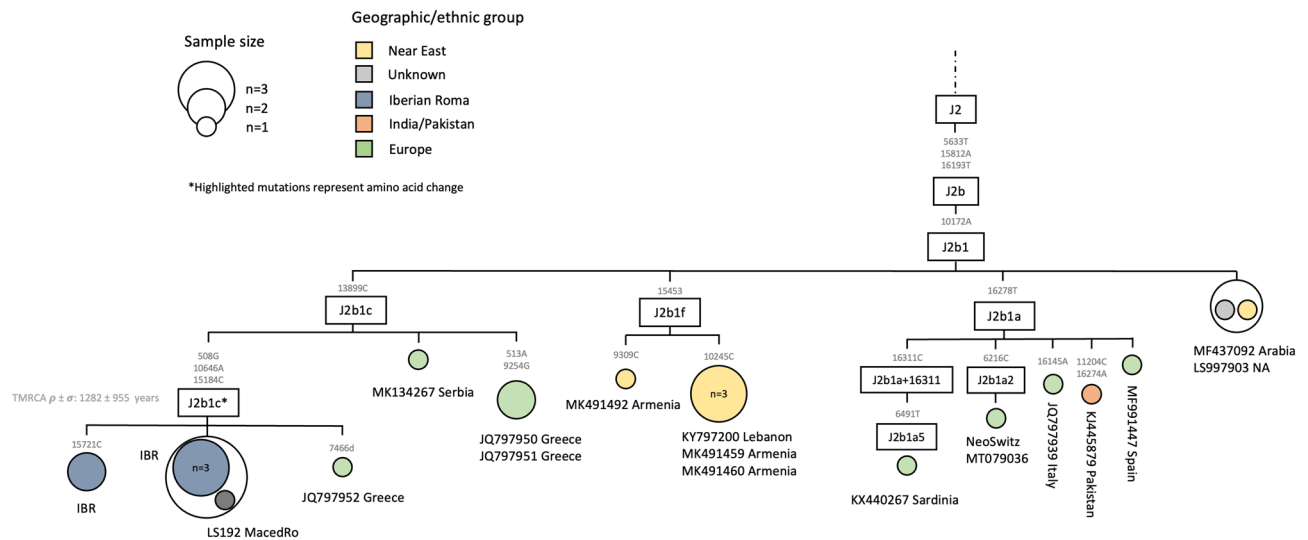 Geographic/ethnic group
Sample size
n=3
n=2
n=1
Near East
Unknown
Iberian Roma
India/Pakistan
Europe
*Highlighted mutations represent amino acid change
J2
5633T
15812A
16193T
J2b
10172A
J2b1
13899C
J2b1c
15453
J2b1f
16278T
J2b1a
MF437092 Arabia
LS997903 NA
508G
10646A
15184C
TMRCA ρ ± σ: 1282 ± 955 years
J2b1c*
MK134267 Serbia
513A
9254G
JQ797950 Greece
JQ797951 Greece
15721C
IBR
IBR
n=3
LS192 MacedRo
7466d
JQ797952 Greece
9309C
MK491492 Armenia
10245C
n=3
KY797200 Lebanon
MK491459 Armenia
MK491460 Armenia
16311C
J2b1a+16311
6491T
J2b1a5
KX440267 Sardinia
6216C
J2b1a2
NeoSwitz
MT079036
16145A
JQ797939 Italy
11204C
16274A
KJ445879 Pakistan
MF991447 Spain